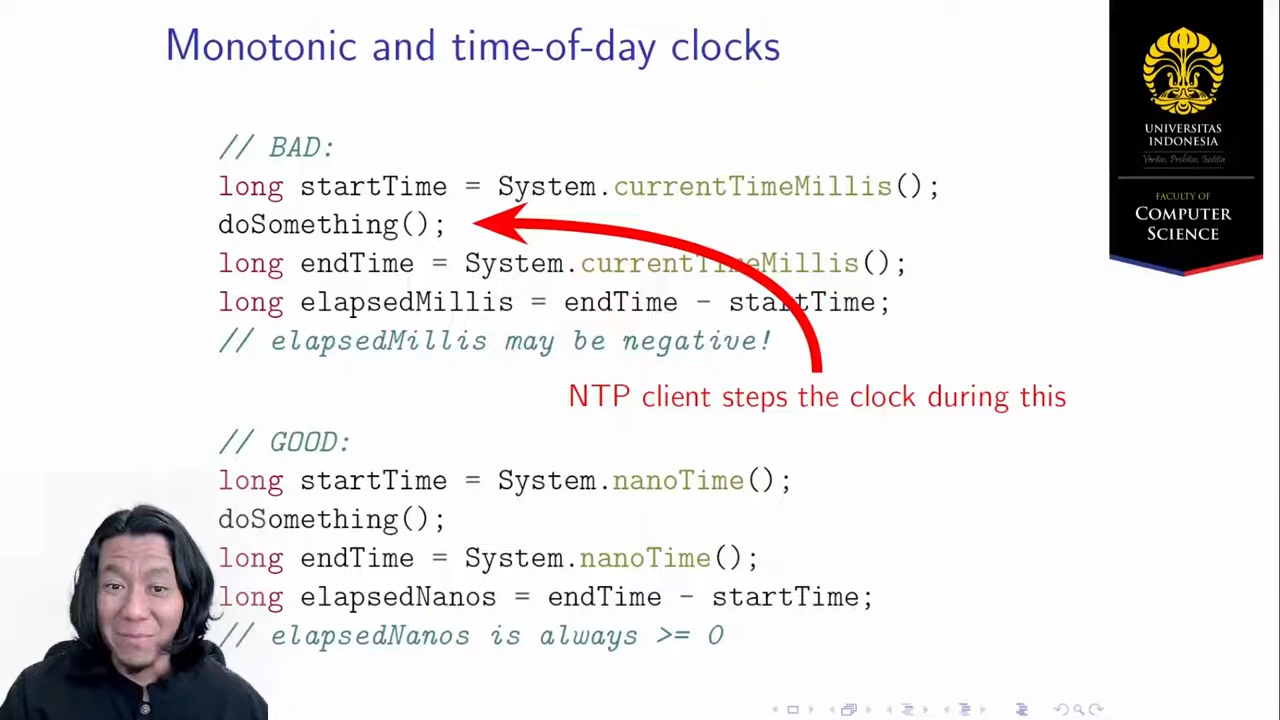 Monotonic and time-of-day clocks
// BAD:
long startTime = System.currentTimeMillis();
doSomething();
long endTime = System.currentTimeMillis();
long elapsedMillis = endTime - startTime;
// elapsedMillis may be negative!
NTP client steps the clock during this
// GOOD:
long startTime = System.nanoTime();
doSomething();
long endTime = System.nanoTime();
long elapsedNanos = endTime - startTime;
// elapsedNanos is always >= 0
UNIVERSITAS
INDONESIA
Veritas, Probitas, Iustitia
FACULTY OF
COMPUTER
SCIENCE